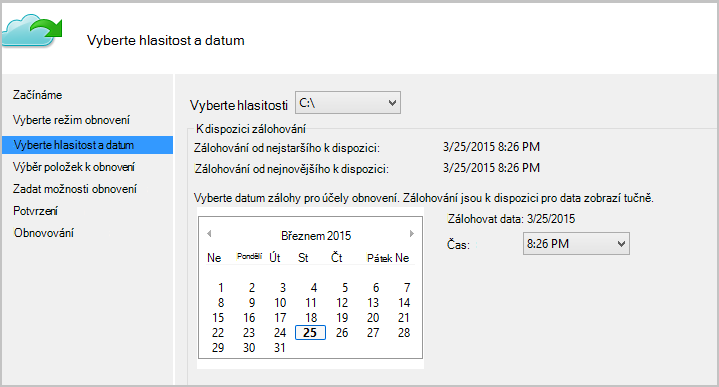 Vyberte hlasitost a datum
Začínáme
Vyberte režim obnovení
Vyberte hlasitost a datum
Výběr položek k obnovení
Zadat možnosti obnovení
Potvrzení
Obnovování
Vyberte hlasitosti C:\
K dispozici zálohování
Zálohování od nejstaršího k dispozici: 3/25/2015 8:26 PM
Zálohování od nejnovějšího k dispozici: 3/25/2015 8:26 PM
Vyberte datum zálohy pro účely obnovení. Zálohování jsou k dispozici pro data zobrazí tučně.
Březnem 2015
Ne Pondělí Út St Čt Pátek Ne
1 2 3 4 5 6 7
8 9 10 11 12 13 14
15 16 17 18 19 20 21
22 23 24 25 26 27 28
29 30 31
Zálohovat data: 3/25/2015
Čas: 8:26 PM